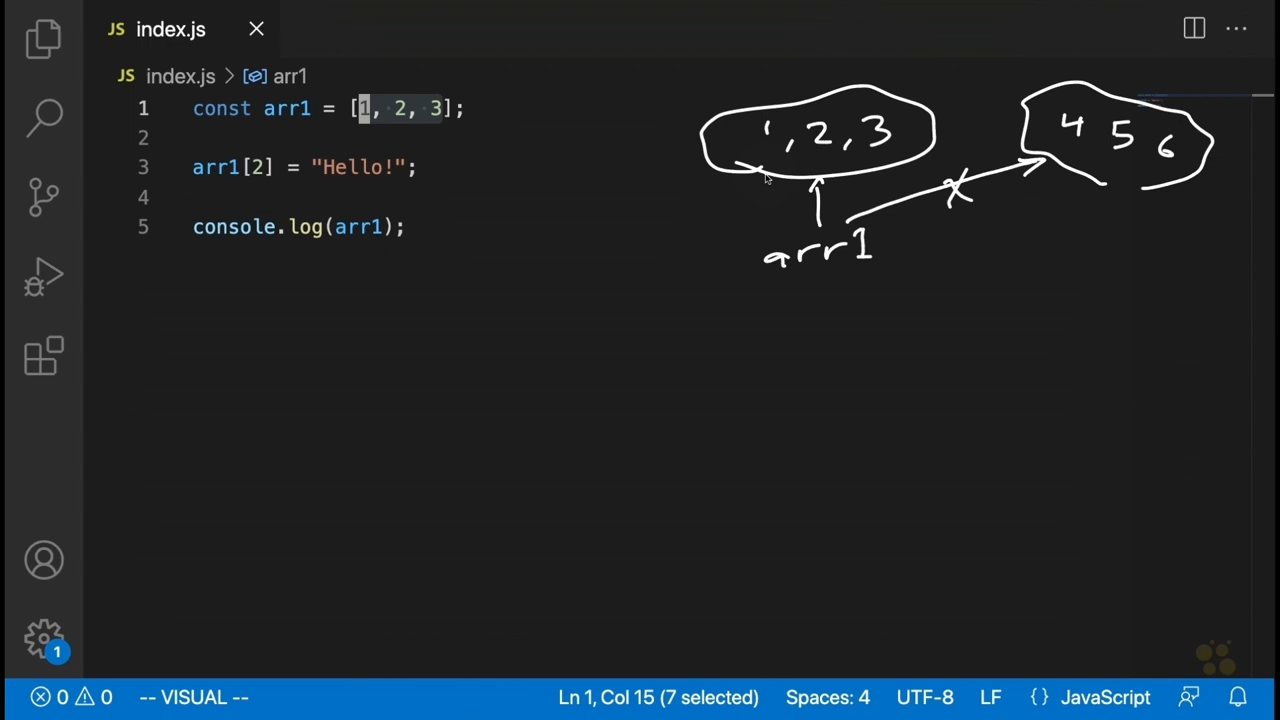 JS index.js
JS index.js > arr1
1 const arr1 = [1, 2, 3];
2
3 arr1[2] = "Hello!";
4
5 console.log(arr1);
1, 2, 3
4 5 6
arr1
1
0 0 -- VISUAL -- Ln 1, Col 15 (7 selected) Spaces: 4 UTF-8 LF {} JavaScript